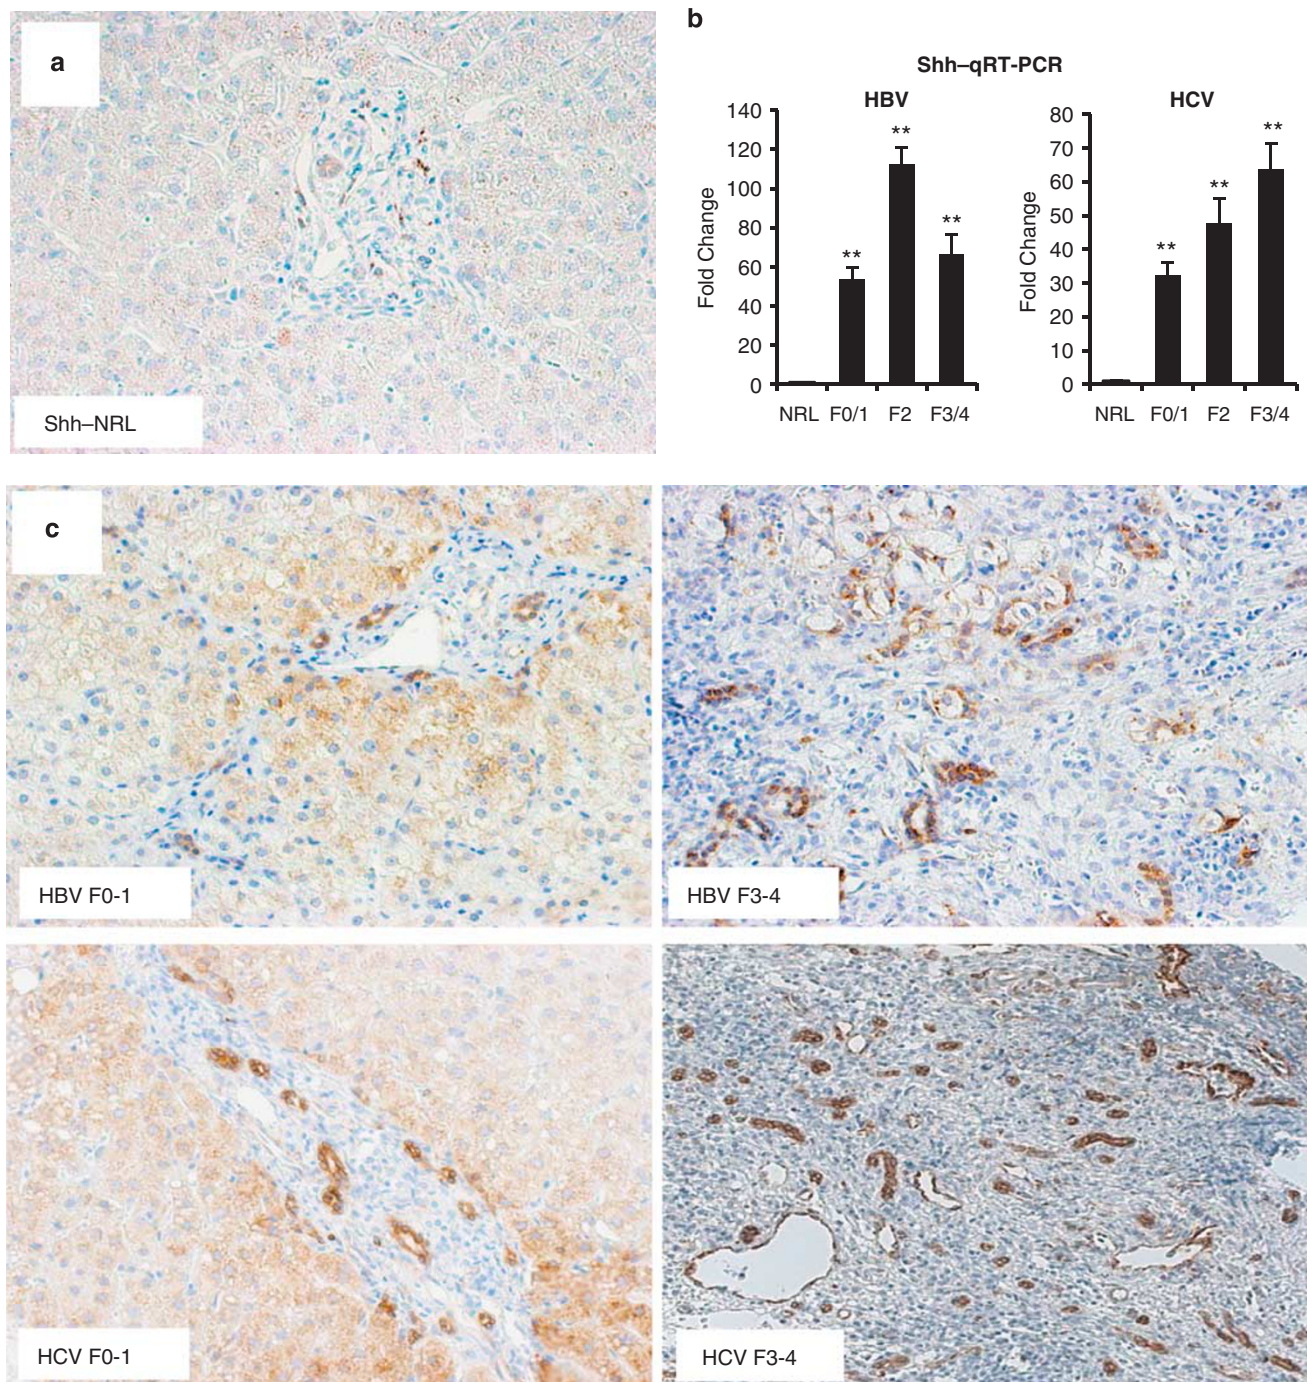 a
Shh–NRL
b
Shh–qRT-PCR
HBV
Fold Change
140
120
100
80
60
40
20
0
**
**
**
NRL F0/1 F2 F3/4
HCV
Fold Change
80
70
60
50
40
30
20
10
0
**
**
**
NRL F0/1 F2 F3/4
c
HBV F0-1
HBV F3-4
HCV F0-1
HCV F3-4